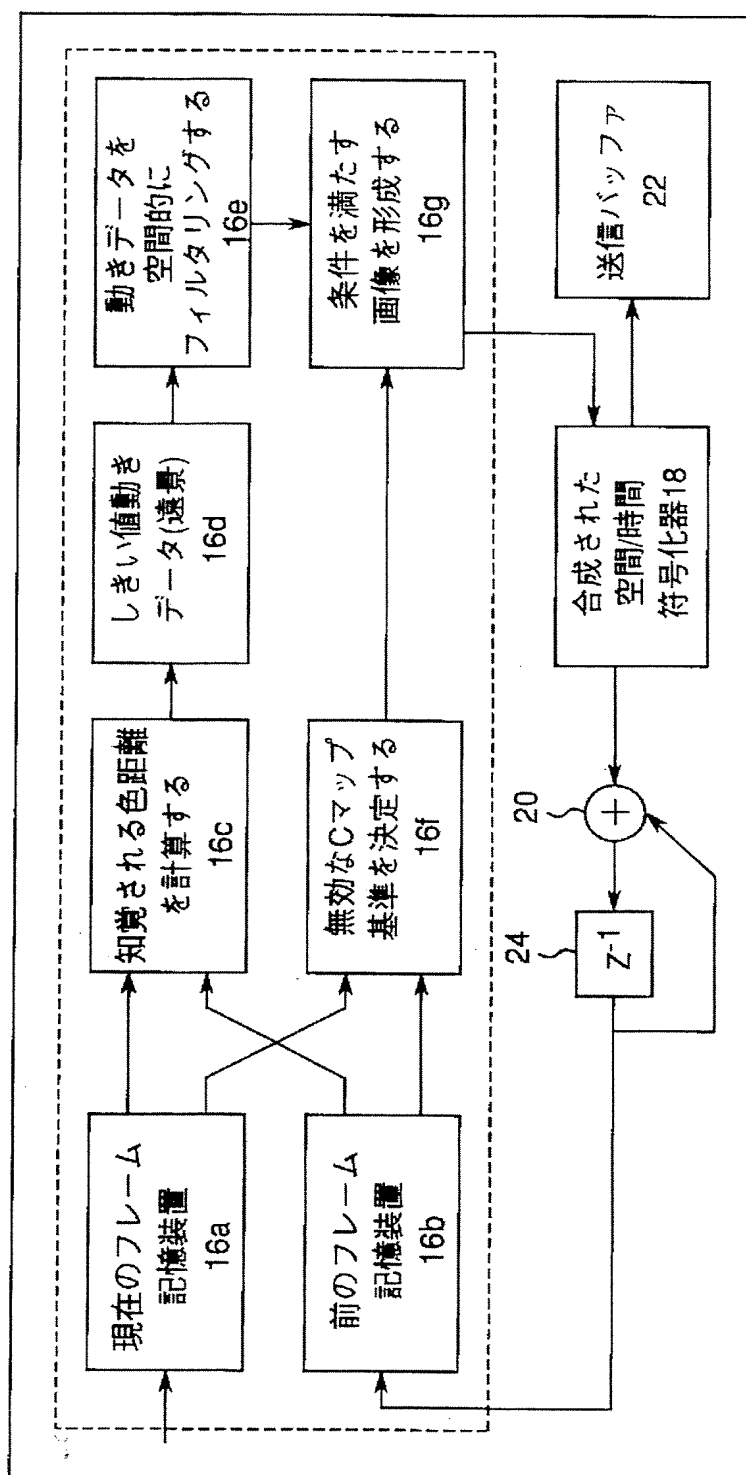 現在のフレーム
記憶装置
16a
知覚される色距離
を計算する
16c
しきい値動き
データ(遠景)
16d
動きデータを
空間的に
フィルタリングする
16e
前のフレーム
記憶装置
16b
無効なCマップ
基準を決定する
16f
条件を満たす
画像を形成する
16g
24
Z-1
20
+
合成された
空間/時間
符号化器18
送信バッファ
22